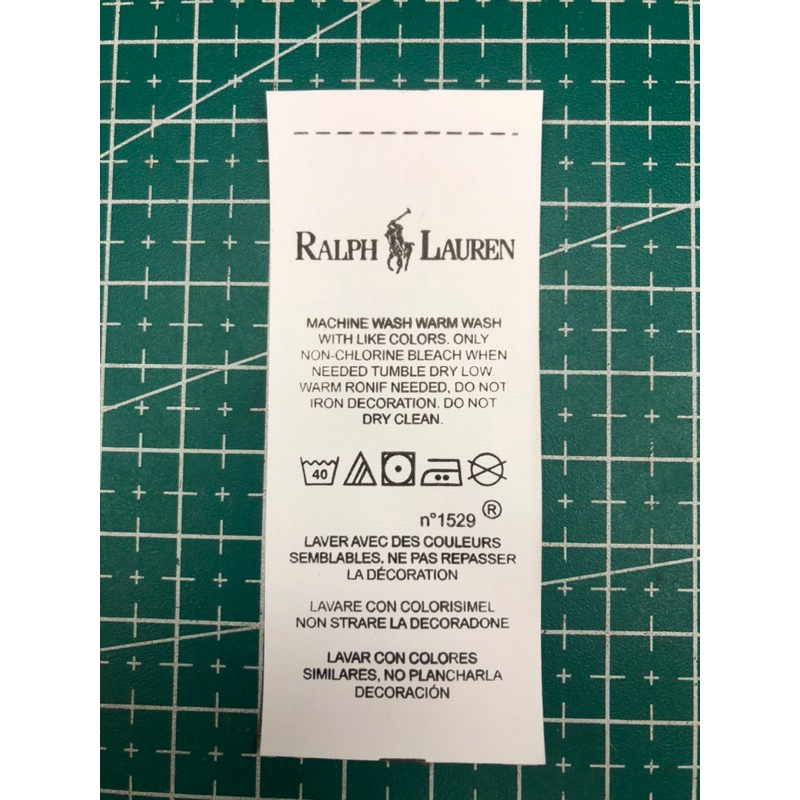 RALPH LAUREN
MACHINE WASH WARM WASH
WITH LIKE COLORS. ONLY
NON-CHLORINE BLEACH WHEN
NEEDED TUMBLE DRY LOW.
WARM RONIF NEEDED, DO NOT
IRON DECORATION. DO NOT
DRY CLEAN.
40
n°1529 ®
LAVER AVEC DES COULEURS
SEMBLABLES. NE PAS REPASSER
LA DÉCORATION
LAVARE CON COLORISIMEL
NON STRARE LA DECORADONE
LAVAR CON COLORES
SIMILARES, NO PLANCHARLA
DECORACIÓN